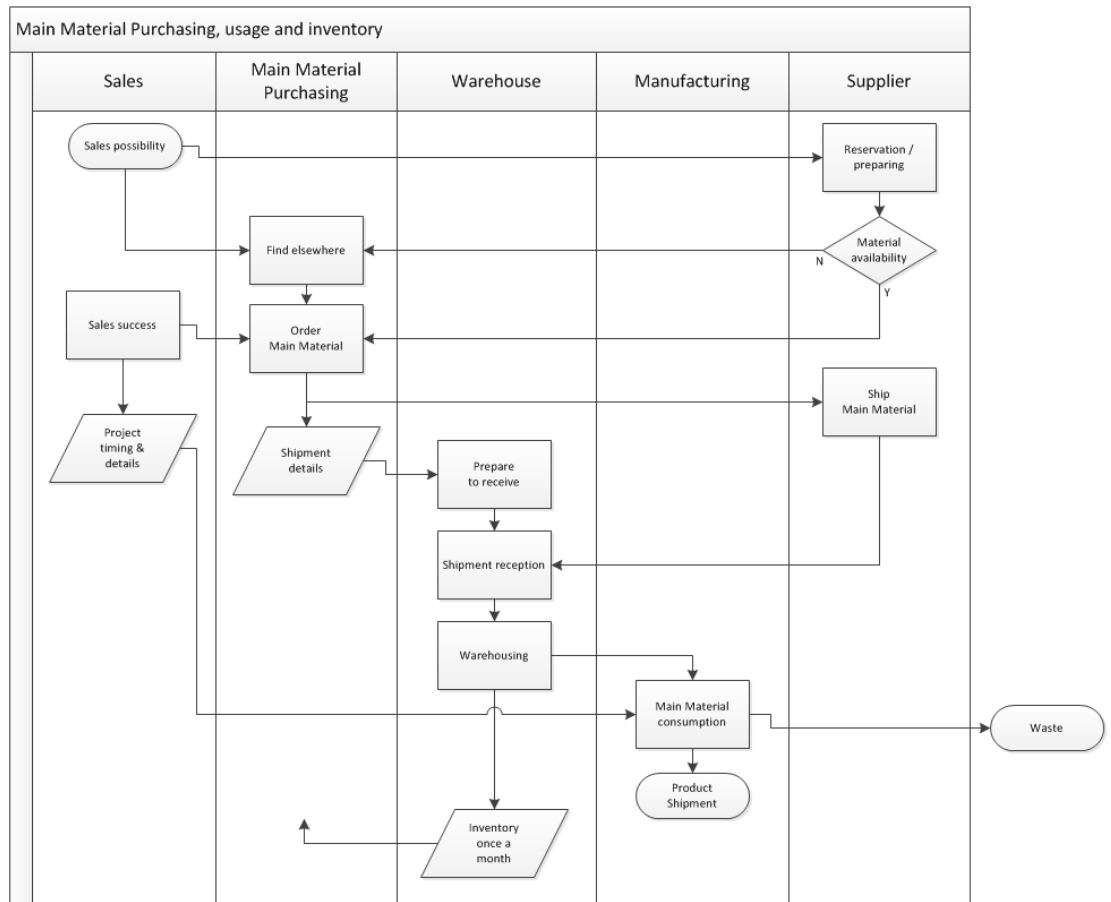 Main Material Purchasing, usage and inventory
Sales
Main Material
Purchasing
Warehouse
Manufacturing
Supplier
Sales possibility
Reservation /
preparing
Find elsewhere
Material
availability
N
Y
Sales success
Order
Main Material
Ship
Main Material
Project
timing &
details
Shipment
details
Prepare
to receive
Shipment reception
Warehousing
Main Material
consumption
Waste
Product
Shipment
Inventory
once a
month